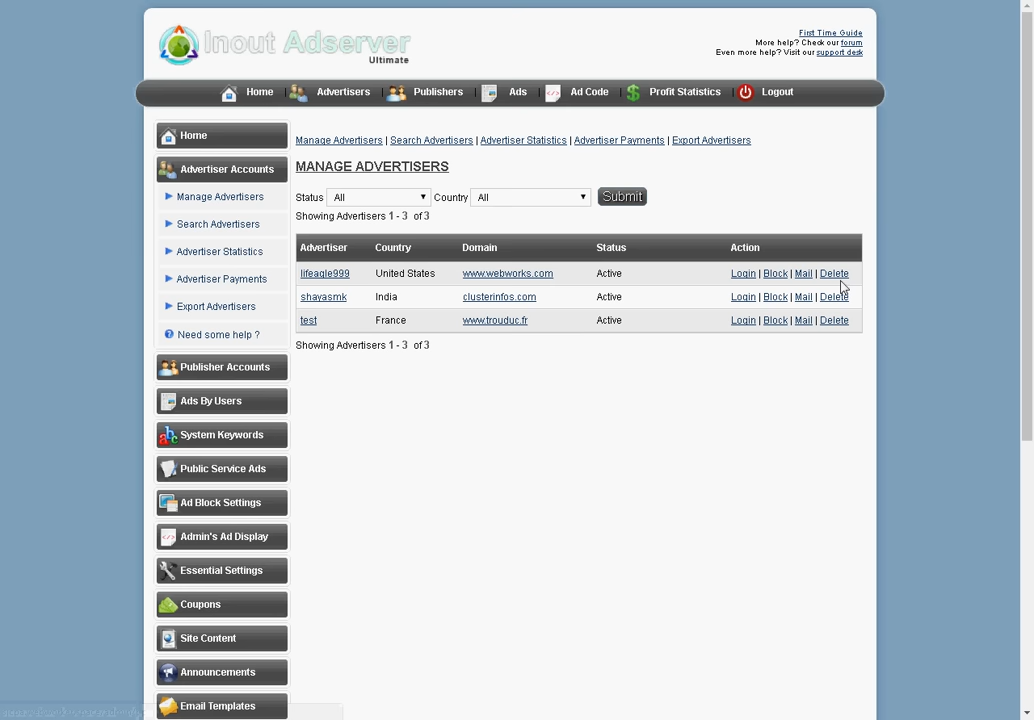 Inout Adserver
Ultimate
First Time Guide
More help? Check our forum
Even more help? Visit our support desk
Home | Advertisers | Publishers | Ads | Ad Code | Profit Statistics | Logout
Home
Advertiser Accounts
Manage Advertisers
Search Advertisers
Advertiser Statistics
Advertiser Payments
Export Advertisers
Need some help ?
Publisher Accounts
Ads By Users
System Keywords
Public Service Ads
Ad Block Settings
Admin's Ad Display
Essential Settings
Coupons
Site Content
Announcements
Email Templates
Manage Advertisers | Search Advertisers | Advertiser Statistics | Advertiser Payments | Export Advertisers
MANAGE ADVERTISERS
Status All Country All Submit
Showing Advertisers 1 - 3 of 3
Advertiser Country Domain Status Action
lifeagle999 United States www.webworks.com Active Login | Block | Mail | Delete
shayasmk India clusterinfos.com Active Login | Block | Mail | Delete
test France www.trouduc.fr Active Login | Block | Mail | Delete
Showing Advertisers 1 - 3 of 3